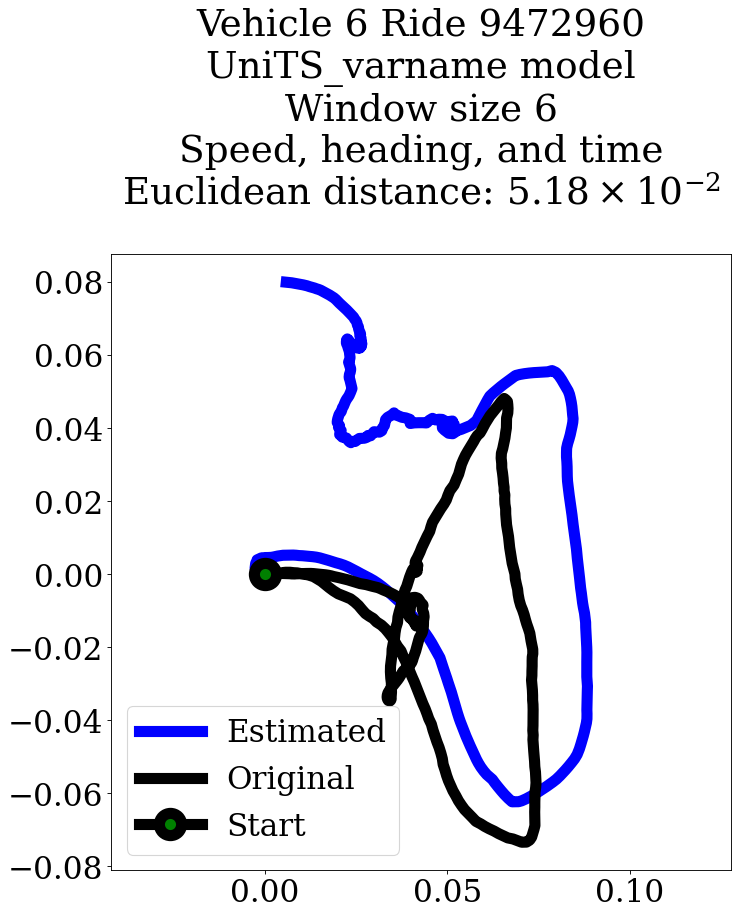 Vehicle 6 Ride 9472960
UniTS_varname model
Window size 6
Speed, heading, and time
Euclidean distance: 5.18 × 10⁻²
0.08
0.06
0.04
0.02
0.00
−0.02
−0.04
−0.06
−0.08
Estimated
Original
Start
0.00 0.05 0.10